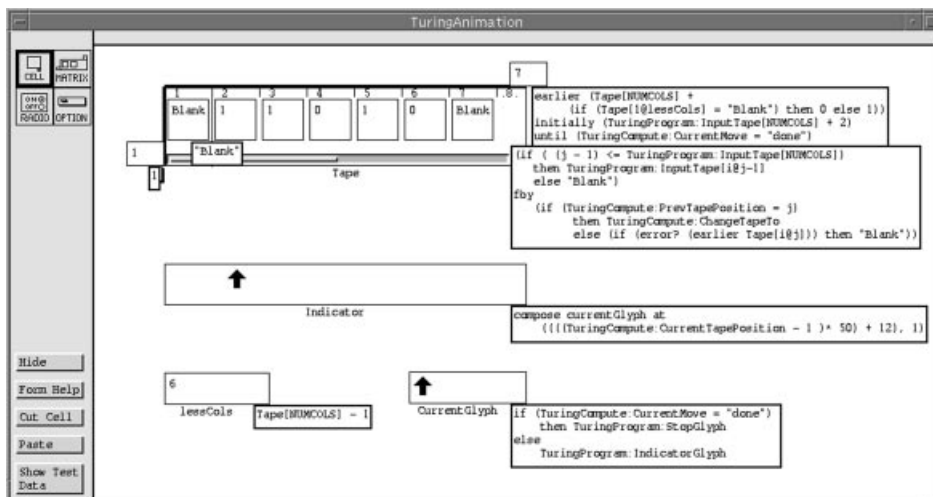 TuringAnimation
CELL MATRIX
RADIO OPTION
7
1 2 3 4 5 6 7 .8.
Blank 1 1 0 1 0 Blank
earlier (Tape[NUMCOLS] +
(if (Tape[1@lessCols] = "Blank") then 0 else 1))
initially (TuringProgram:InputTape[NUMCOLS] + 2)
until (TuringCompute:CurrentMove = "done")
1
"Blank"
1
Tape
(if ( (j - 1) <= TuringProgram:InputTape[NUMCOLS])
then TuringProgram:InputTape[i@j-1]
else "Blank")
fby
(if (TuringCompute:PrevTapePosition = j)
then TuringCompute:ChangeTapeTo
else (if (error? (earlier Tape[i@j])) then "Blank"))
Indicator
compose currentGlyph at
((((TuringCompute:CurrentTapePosition - 1 )* 50) + 12), 1)
Hide
Form Help
Cut Cell
Paste
Show Test
Data
6
lessCols
Tape[NUMCOLS] - 1
CurrentGlyph
if (TuringCompute:CurrentMove = "done")
then TuringProgram:StopGlyph
else
TuringProgram:IndicatorGlyph